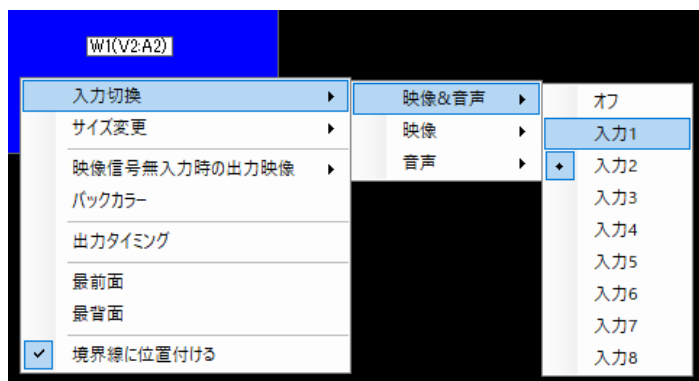 W1(V2:A2)
入力切換
サイズ変更
映像信号無入力時の出力映像
バックカラー
出力タイミング
最前面
最背面
境界線に位置付ける
映像&音声
映像
音声
オフ
入力1
入力2
入力3
入力4
入力5
入力6
入力7
入力8